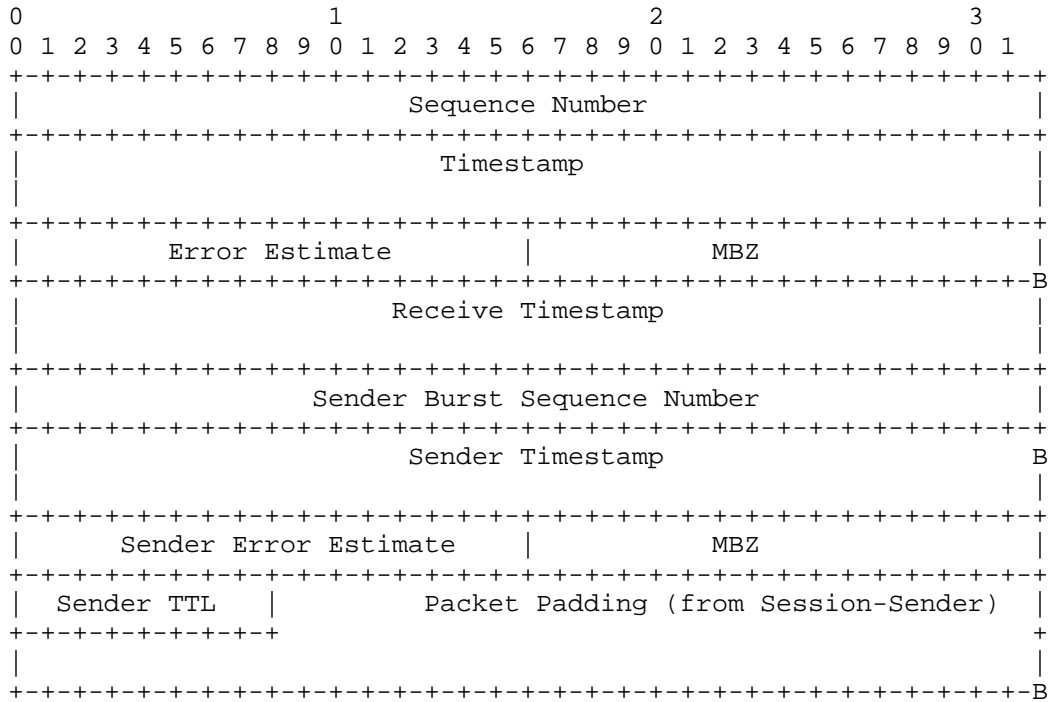 0                   1                   2                   3
0 1 2 3 4 5 6 7 8 9 0 1 2 3 4 5 6 7 8 9 0 1 2 3 4 5 6 7 8 9 0 1
+-+-+-+-+-+-+-+-+-+-+-+-+-+-+-+-+-+-+-+-+-+-+-+-+-+-+-+-+-+-+-+-+
|                        Sequence Number                        |
+-+-+-+-+-+-+-+-+-+-+-+-+-+-+-+-+-+-+-+-+-+-+-+-+-+-+-+-+-+-+-+-+
|                          Timestamp                            |
|                                                               |
+-+-+-+-+-+-+-+-+-+-+-+-+-+-+-+-+-+-+-+-+-+-+-+-+-+-+-+-+-+-+-+-+
|         Error Estimate        |           MBZ                 |
+-+-+-+-+-+-+-+-+-+-+-+-+-+-+-+-+-+-+-+-+-+-+-+-+-+-+-+-+-+-+-+-B
|                       Receive Timestamp                       |
|                                                               |
+-+-+-+-+-+-+-+-+-+-+-+-+-+-+-+-+-+-+-+-+-+-+-+-+-+-+-+-+-+-+-+-+
|                  Sender Burst Sequence Number                 |
+-+-+-+-+-+-+-+-+-+-+-+-+-+-+-+-+-+-+-+-+-+-+-+-+-+-+-+-+-+-+-+-+
|                        Sender Timestamp                       B
|                                                               |
+-+-+-+-+-+-+-+-+-+-+-+-+-+-+-+-+-+-+-+-+-+-+-+-+-+-+-+-+-+-+-+-+
|      Sender Error Estimate    |           MBZ                 |
+-+-+-+-+-+-+-+-+-+-+-+-+-+-+-+-+-+-+-+-+-+-+-+-+-+-+-+-+-+-+-+-+
|  Sender TTL   |         Packet Padding (from Session-Sender)  |
+-+-+-+-+-+-+-+-+                                               +
|                                                               |
+-+-+-+-+-+-+-+-+-+-+-+-+-+-+-+-+-+-+-+-+-+-+-+-+-+-+-+-+-+-+-+-B